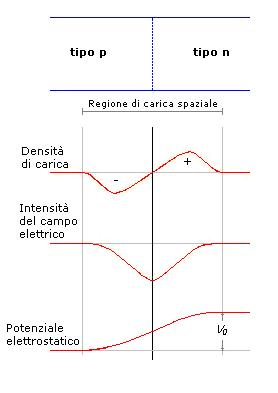 tipo p
tipo n
Regione di carica spaziale
Densità
di carica
-
+
Intensità
del campo
elettrico
Potenziale
elettrostatico
V0